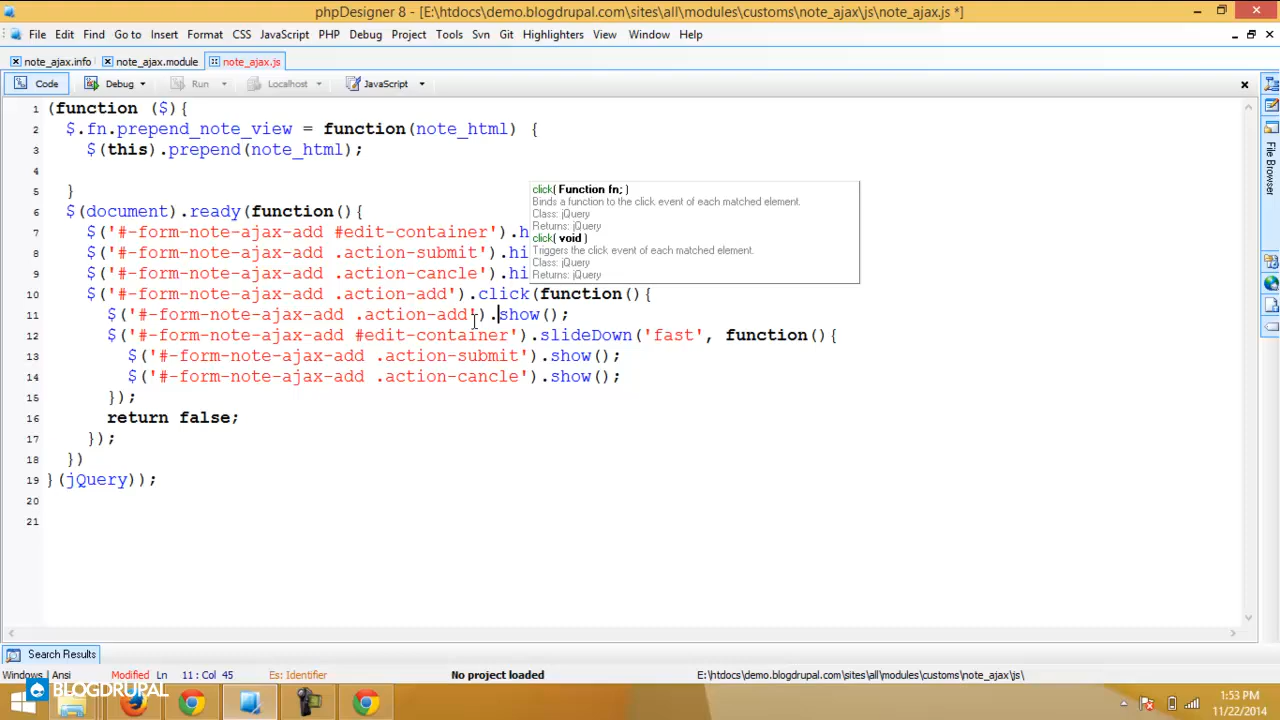 phpDesigner 8 - [E:\htdocs\demo.blogdrupal.com\sites\all\modules\customs\note_ajax\js\note_ajax.js *]
File Edit Find Go to Insert Format CSS JavaScript PHP Debug Project Tools Svn Git Highlighters View Window Help
note_ajax.info note_ajax.module note_ajax.js
Code Debug Run Localhost JavaScript
1 (function ($){
2 $.fn.prepend_note_view = function(note_html) {
3 $(this).prepend(note_html);
4
5 }
6 $(document).ready(function(){
7 $('#-form-note-ajax-add #edit-container').h
8 $('#-form-note-ajax-add .action-submit').hi
9 $('#-form-note-ajax-add .action-cancle').hi
10 $('#-form-note-ajax-add .action-add').click(function(){
11 $('#-form-note-ajax-add .action-add').show();
12 $('#-form-note-ajax-add #edit-container').slideDown('fast', function(){
13 $('#-form-note-ajax-add .action-submit').show();
14 $('#-form-note-ajax-add .action-cancle').show();
15 });
16 return false;
17 });
18 })
19 }(jQuery));
20
21
click( Function fn; )
Binds a function to the click event of each matched element.
Class: jQuery
Returns: jQuery
click( void )
Triggers the click event of each matched element.
Class: jQuery
Returns: jQuery
File Browser
Search Results
Windows | Ansi Modified Ln 11 : Col 45 Es: Identifier No project loaded E:\htdocs\demo.blogdrupal.com\sites\all\modules\customs\note_ajax\js\
BLOGDRUPAL
1:53 PM
11/22/2014